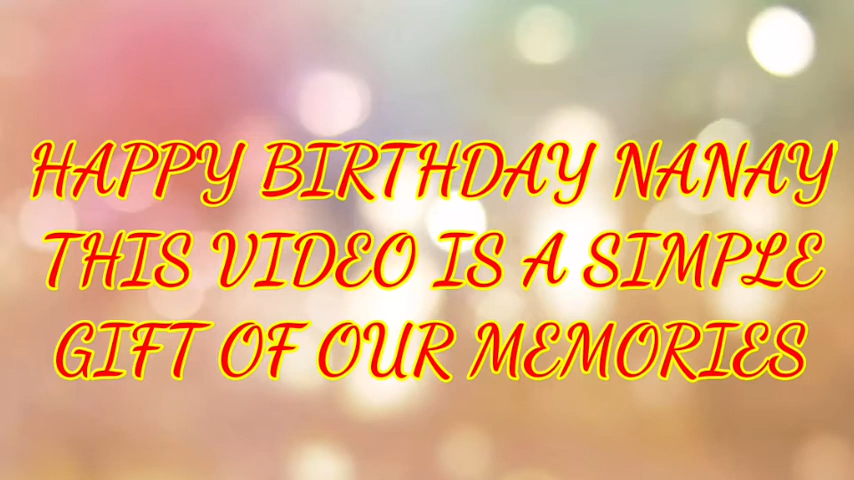 HAPPY BIRTHDAY NANAY
THIS VIDEO IS A SIMPLE
GIFT OF OUR MEMORIES